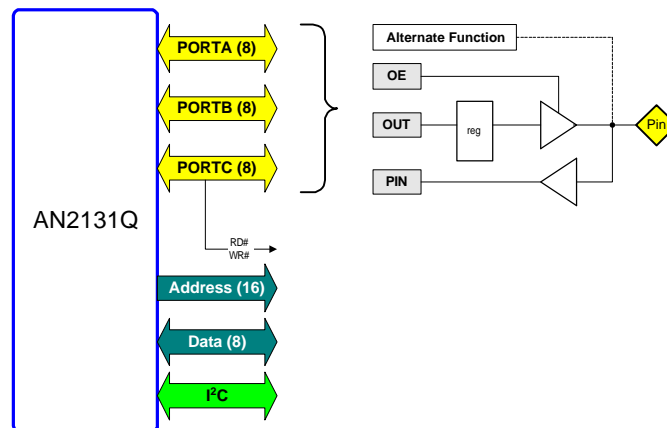 AN2131Q
PORTA (8)
PORTB (8)
PORTC (8)
RD#
WR#
Address (16)
Data (8)
I²C
Alternate Function
OE
OUT
reg
PIN
Pin